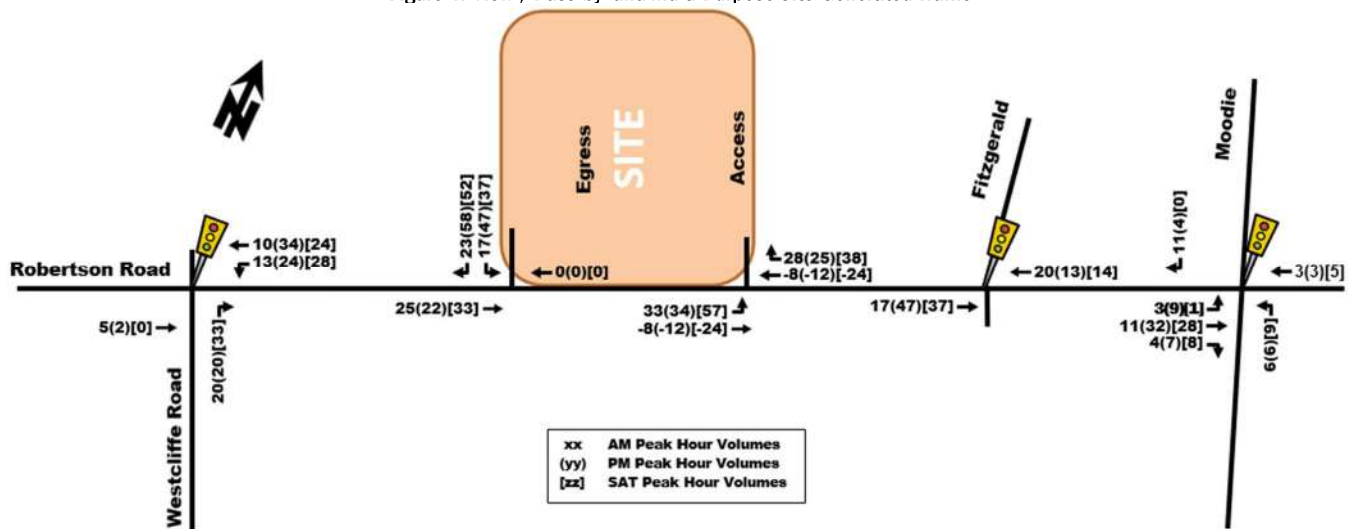 N
Egress
SITE
Access
Fitzgerald
Moodie
23(58)[52]
17(47)[37]
11(4)[0]
10(34)[24]
13(24)[28]
Robertson Road
0(0)[0]
28(25)[38]
-8(-12)[-24]
20(13)[14]
3(3)[5]
25(22)[33]
33(34)[57]
-8(-12)[-24]
17(47)[37]
3(9)[1]
11(32)[28]
4(7)[8]
5(2)[0]
20(20)[33]
6(6)[9]
Westcliffe Road
xx AM Peak Hour Volumes
(yy) PM Peak Hour Volumes
[zz] SAT Peak Hour Volumes